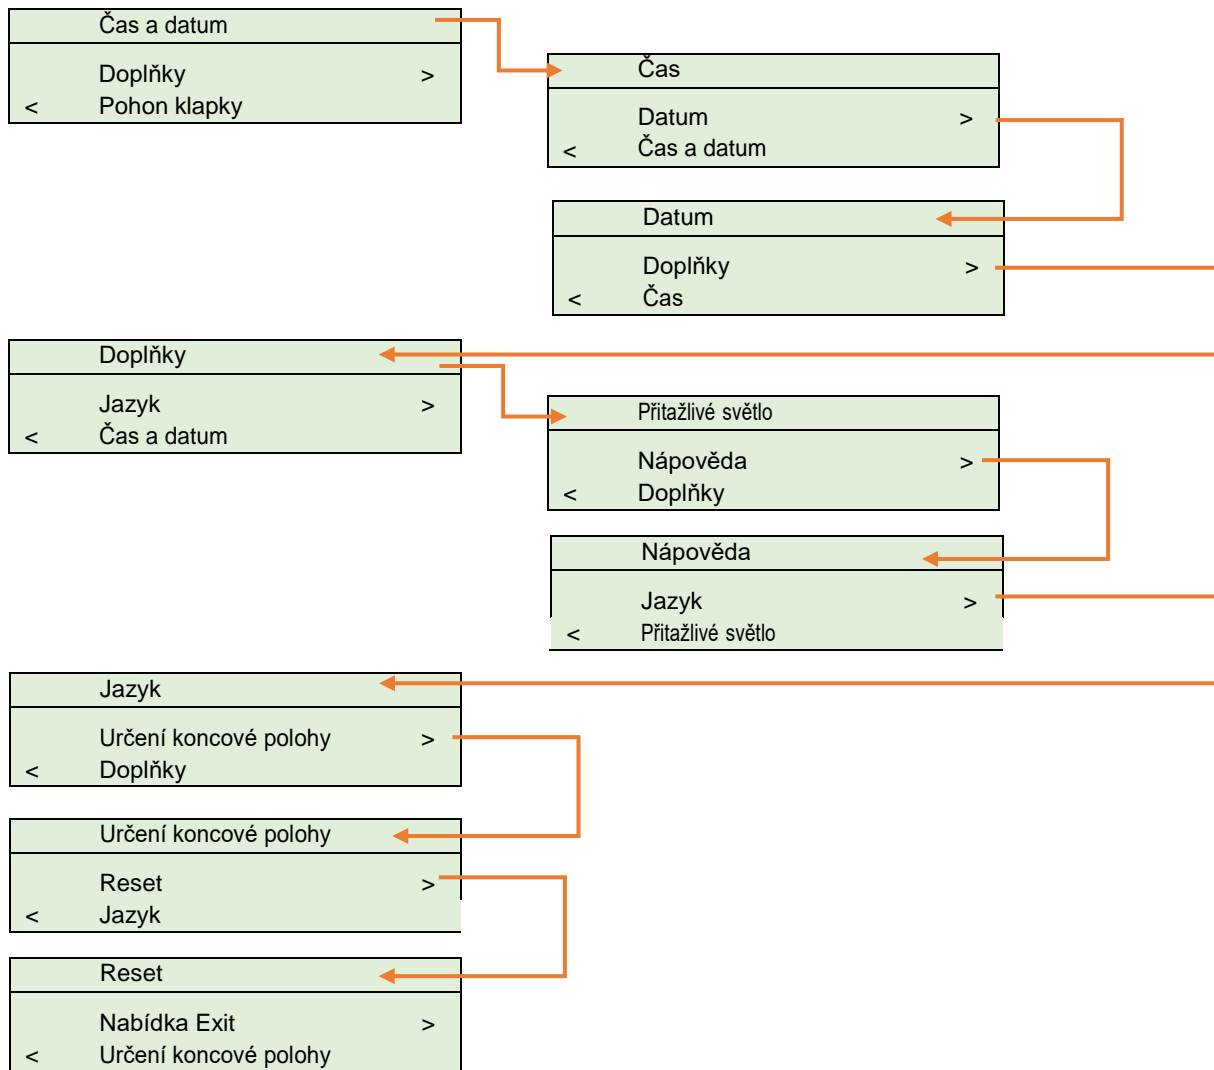 Čas a datum
Doplňky >
< Pohon klapky
Čas
Datum >
< Čas a datum
Datum
Doplňky >
< Čas
Doplňky
Jazyk >
< Čas a datum
Přitažlivé světlo
Nápověda >
< Doplňky
Nápověda
Jazyk >
< Přitažlivé světlo
Jazyk
Určení koncové polohy >
< Doplňky
Určení koncové polohy
Reset >
< Jazyk
Reset
Nabídka Exit >
< Určení koncové polohy